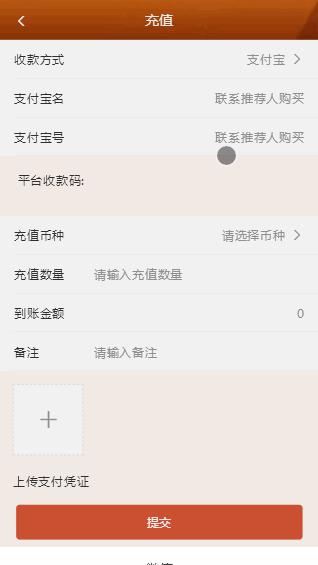 充值
收款方式 支付宝
支付宝名 联系推荐人购买
支付宝号 联系推荐人购买
平台收款码:
充值币种 请选择币种
充值数量 请输入充值数量
到账金额 0
备注 请输入备注
上传支付凭证
提交